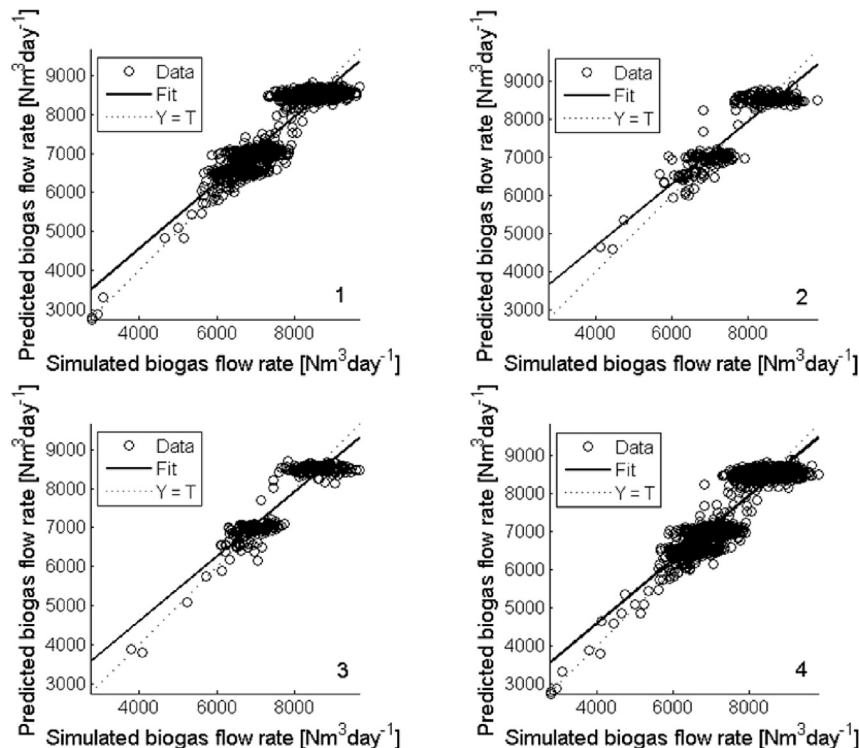 Predicted biogas flow rate [Nm³day⁻¹]
9000
8000
7000
6000
5000
4000
3000
Data
Fit
Y = T
1
4000 6000 8000
Simulated biogas flow rate [Nm³day⁻¹]
Predicted biogas flow rate [Nm³day⁻¹]
9000
8000
7000
6000
5000
4000
3000
Data
Fit
Y = T
2
4000 6000 8000
Simulated biogas flow rate [Nm³day⁻¹]
Predicted biogas flow rate [Nm³day⁻¹]
9000
8000
7000
6000
5000
4000
3000
Data
Fit
Y = T
3
4000 6000 8000
Simulated biogas flow rate [Nm³day⁻¹]
Predicted biogas flow rate [Nm³day⁻¹]
9000
8000
7000
6000
5000
4000
3000
Data
Fit
Y = T
4
4000 6000 8000
Simulated biogas flow rate [Nm³day⁻¹]